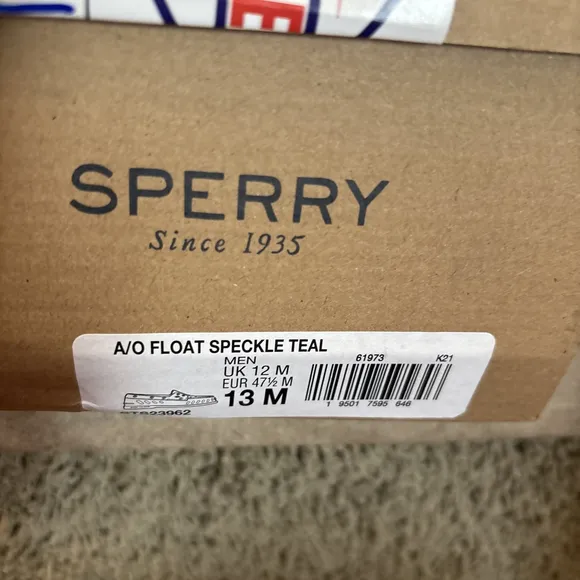 E
SPERRY
Since 1935
A/O FLOAT SPECKLE TEAL
MEN
UK 12 M
EUR 47½ M
13 M
61973 K21
1 9501 7595 646
STS23962